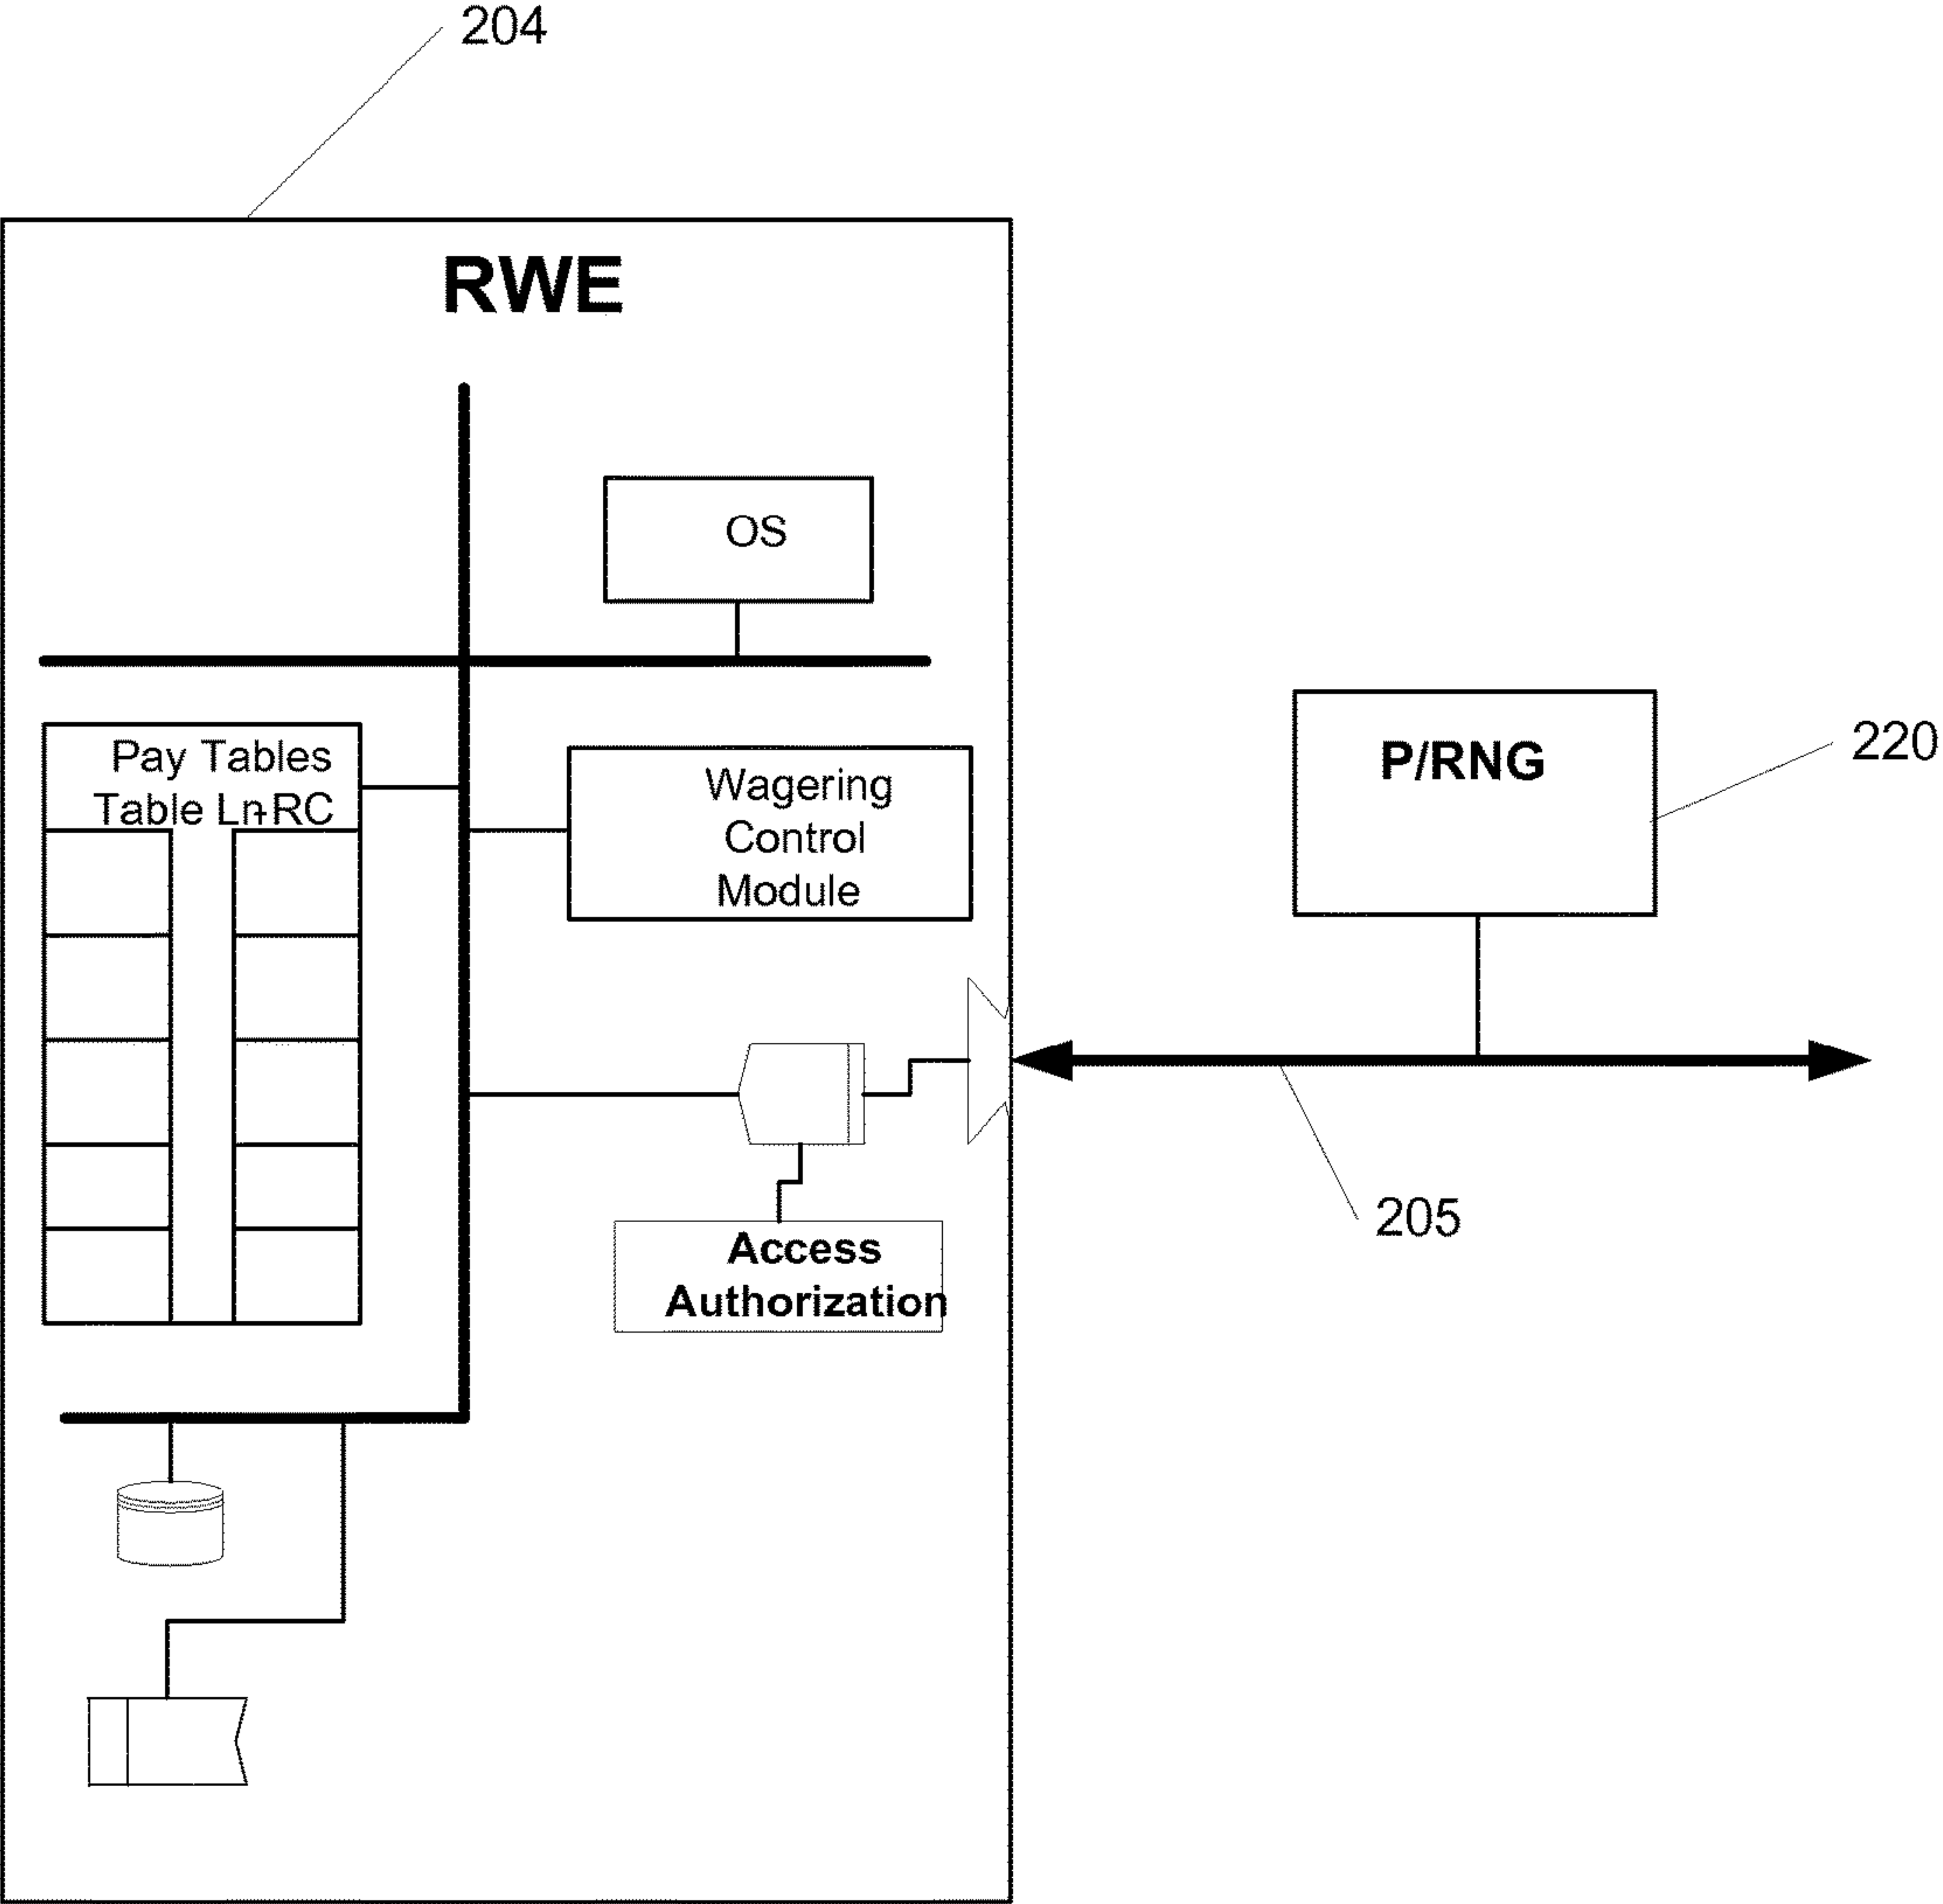 204
RWE
OS
Pay Tables
Table Ln-RC
Wagering
Control
Module
P/RNG
220
205
Access
Authorization